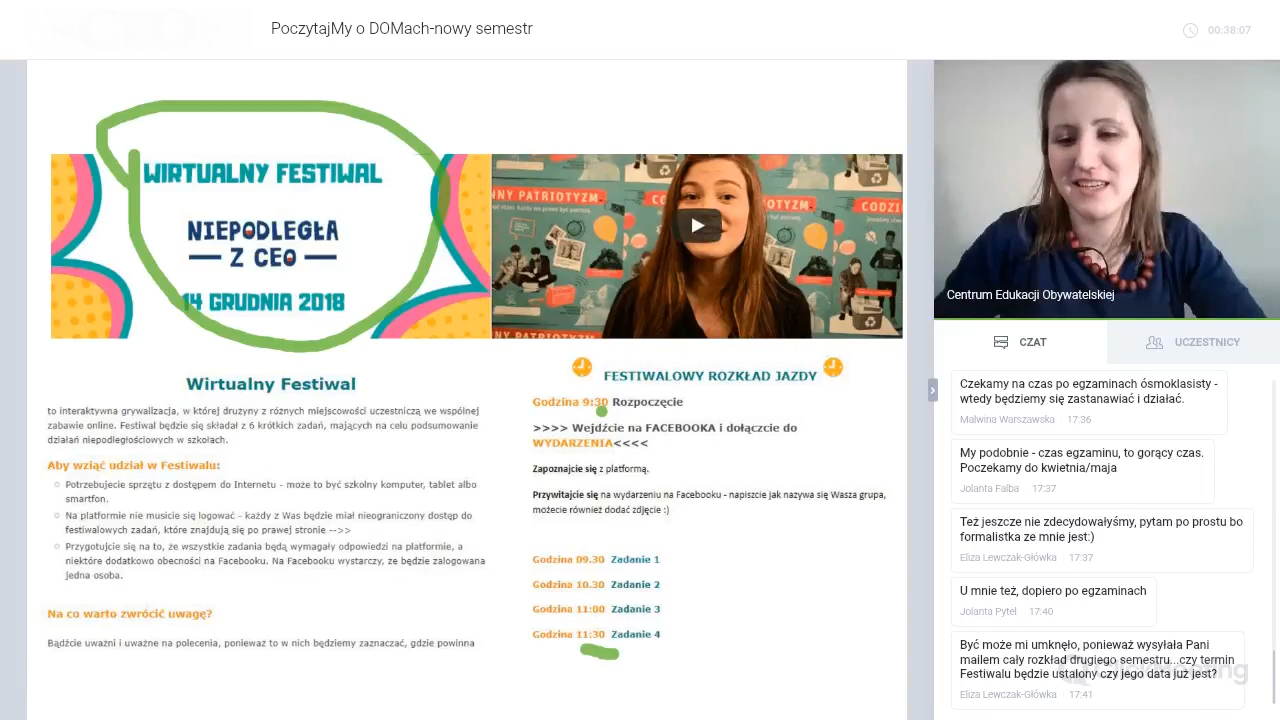 PoczytajMy o DOMach-nowy semestr
00:38:07
WIRTUALNY FESTIWAL
NIEPODLEGŁA
Z CEO
14 GRUDNIA 2018
NNY PATRIOTYZM
Wirtualny Festiwal
to interaktywna grywalizacja, w której drużyny z różnych miejscowości uczestniczą we wspólnej
zabawie online. Festiwal będzie się składał z 6 krótkich zadań, mających na celu podsumowanie
działań niepodległościowych w szkołach.
Aby wziąć udział w Festiwalu:
Potrzebujecie sprzętu z dostępem do Internetu - może to być szkolny komputer, tablet albo
smartfon.
Na platformie nie musicie się logować - każdy z Was będzie miał nieograniczony dostęp do
festiwalowych zadań, które znajdują się po prawej stronie -->>
Przygotujcie się na to, że wszystkie zadania będą wymagały odpowiedzi na platformie, a
niektóre dodatkowo obecności na Facebooku. Na Facebooku wystarczy, że będzie zalogowana
jedna osoba.
Na co warto zwrócić uwagę?
Bądźcie uważni i uważne na polecenia, ponieważ to w nich będziemy zaznaczać, gdzie powinna
FESTIWALOWY ROZKŁAD JAZDY
Godzina 9:30 Rozpoczęcie
>>>> Wejdźcie na FACEBOOKA i dołączcie do
WYDARZENIA<<<<
Zapoznajcie się z platformą.
Przywitajcie się na wydarzeniu na Facebooku - napiszcie jak nazywa się Wasza grupa,
możecie również dodać zdjęcie :)
Godzina 09.30 Zadanie 1
Godzina 10.30 Zadanie 2
Godzina 11:00 Zadanie 3
Godzina 11:30 Zadanie 4
Centrum Edukacji Obywatelskiej
CZAT
UCZESTNICY
Czekamy na czas po egzaminach ósmoklasisty -
wtedy będziemy się zastanawiać i działać.
Malwina Warszawska 17:36
My podobnie - czas egzaminu, to gorący czas.
Poczekamy do kwietnia/maja
Jolanta Falba 17:37
Też jeszcze nie zdecydowałyśmy, pytam po prostu bo
formalistka ze mnie jest:)
Eliza Lewczak-Główka 17:37
U mnie też, dopiero po egzaminach
Jolanta Pytel 17:40
Być może mi umknęło, ponieważ wysyłała Pani
mailem cały rozkład drugiego semestru...czy termin
Festiwalu będzie ustalony czy jego data już jest?
Eliza Lewczak-Główka 17:41